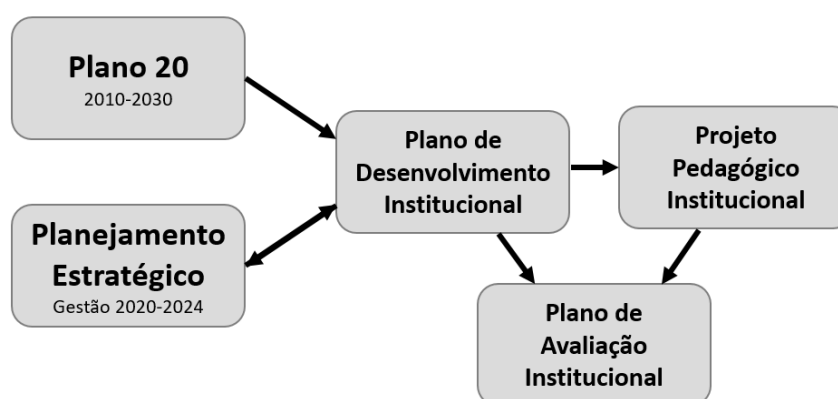 Plano 20
2010-2030
Planejamento
Estratégico
Gestão 2020-2024
Plano de
Desenvolvimento
Institucional
Projeto
Pedagógico
Institucional
Plano de
Avaliação
Institucional